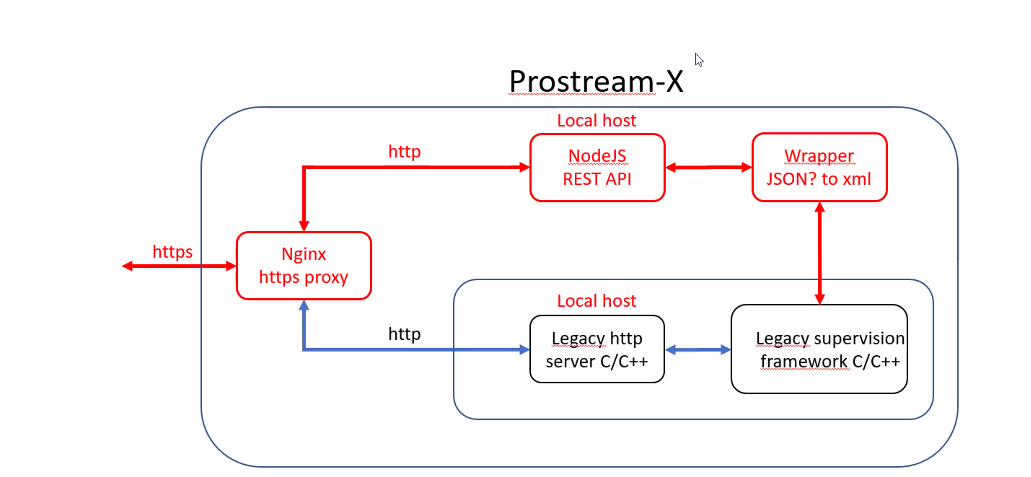 Prostream-X
Local host
http
NodeJS
REST API
Wrapper
JSON? to xml
https
Nginx
https proxy
Local host
http
Legacy http
server C/C++
Legacy supervision
framework C/C++